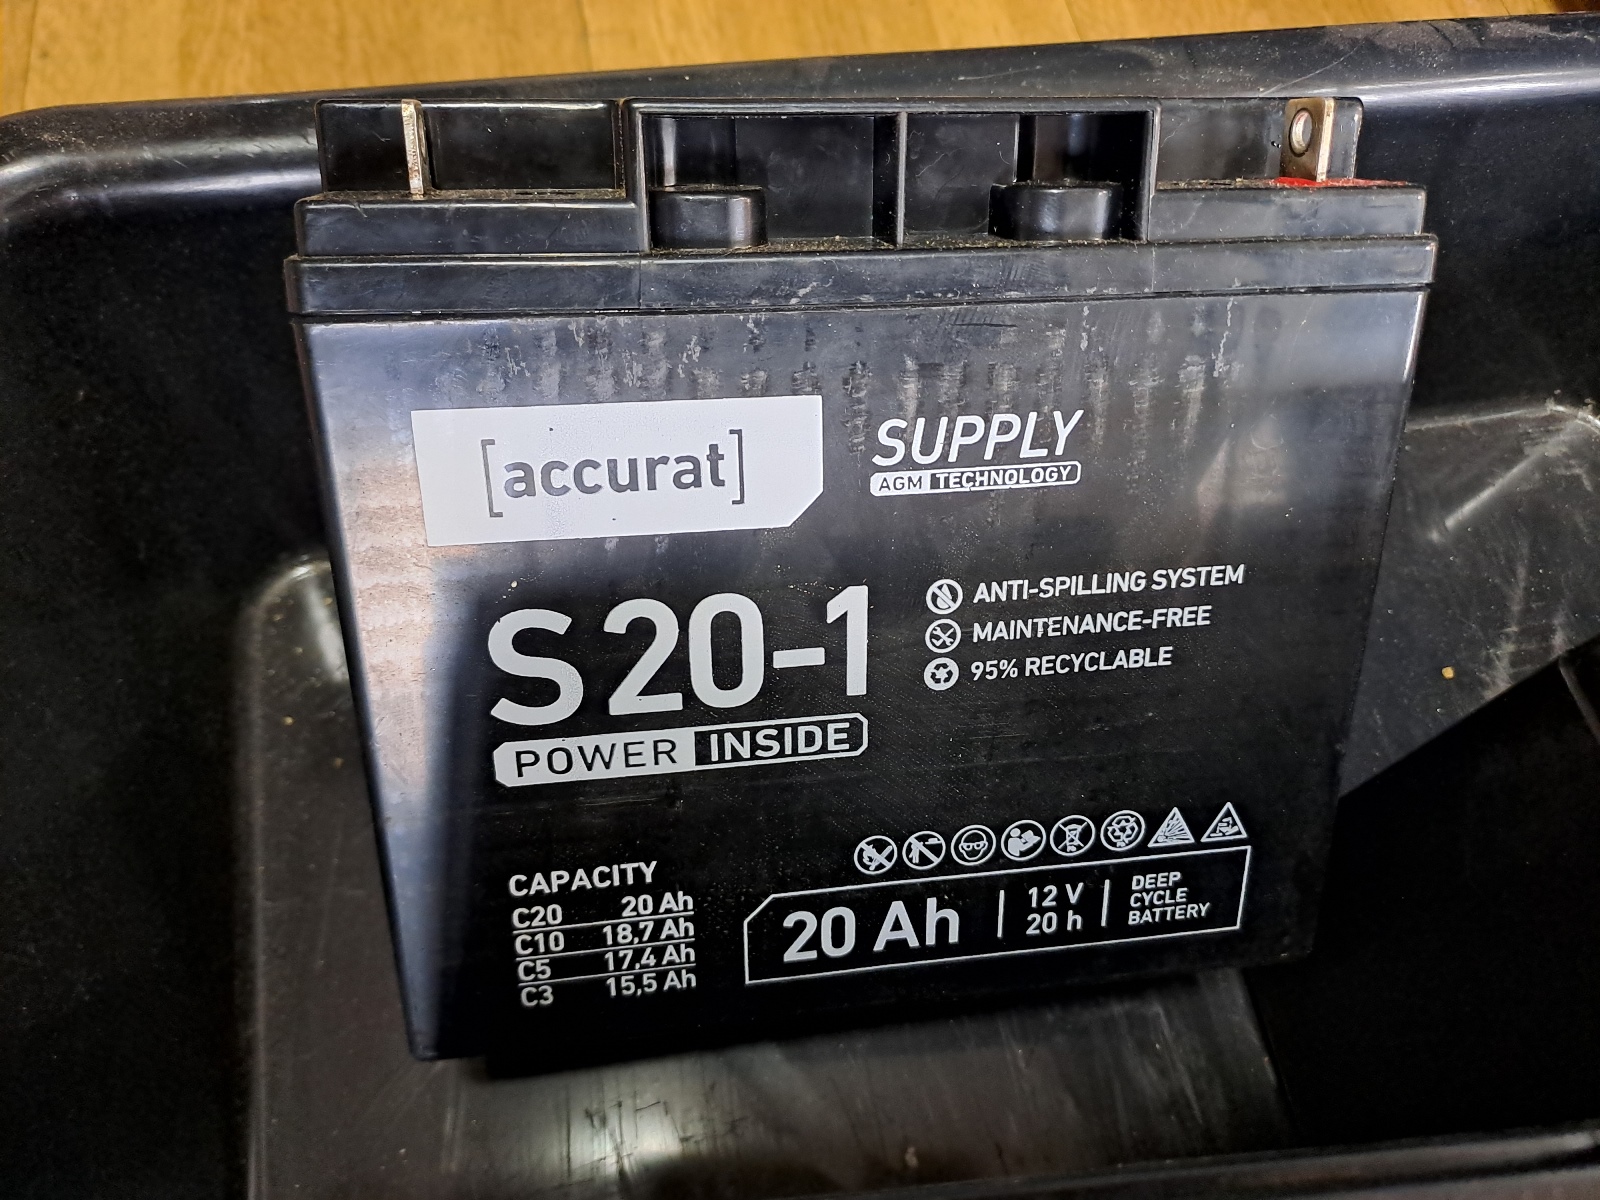 [accurat]
SUPPLY
AGM TECHNOLOGY
S20-1
POWER INSIDE
ANTI-SPILLING SYSTEM
MAINTENANCE-FREE
95% RECYCLABLE
CAPACITY
C20 20 Ah
C10 18,7 Ah
C5 17,4 Ah
C3 15,5 Ah
20 Ah
12 V
20 h
DEEP
CYCLE
BATTERY